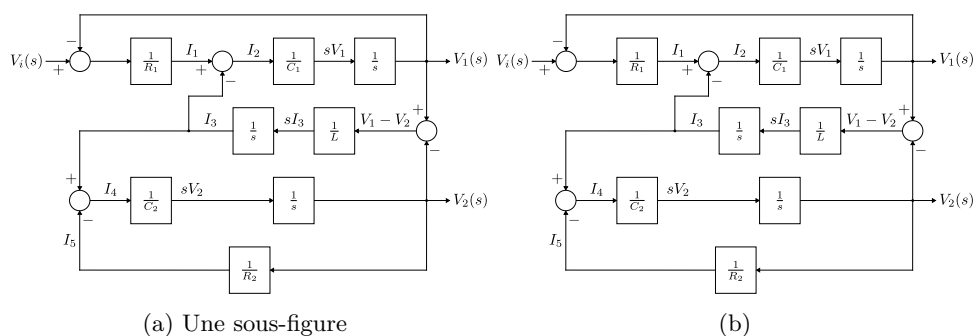 − −
V_i(s) + 1/R_1 I_1 + − I_2 1/C_1 sV_1 1/s V_1(s) V_i(s) + 1/R_1 I_1 + − I_2 1/C_1 sV_1 1/s V_1(s)
I_3 1/s sI_3 1/L V_1 − V_2 + − I_3 1/s sI_3 1/L V_1 − V_2 + −
+ − I_4 1/C_2 sV_2 1/s V_2(s) + − I_4 1/C_2 sV_2 1/s V_2(s)
I_5 1/R_2 I_5 1/R_2
(a) Une sous-figure (b)